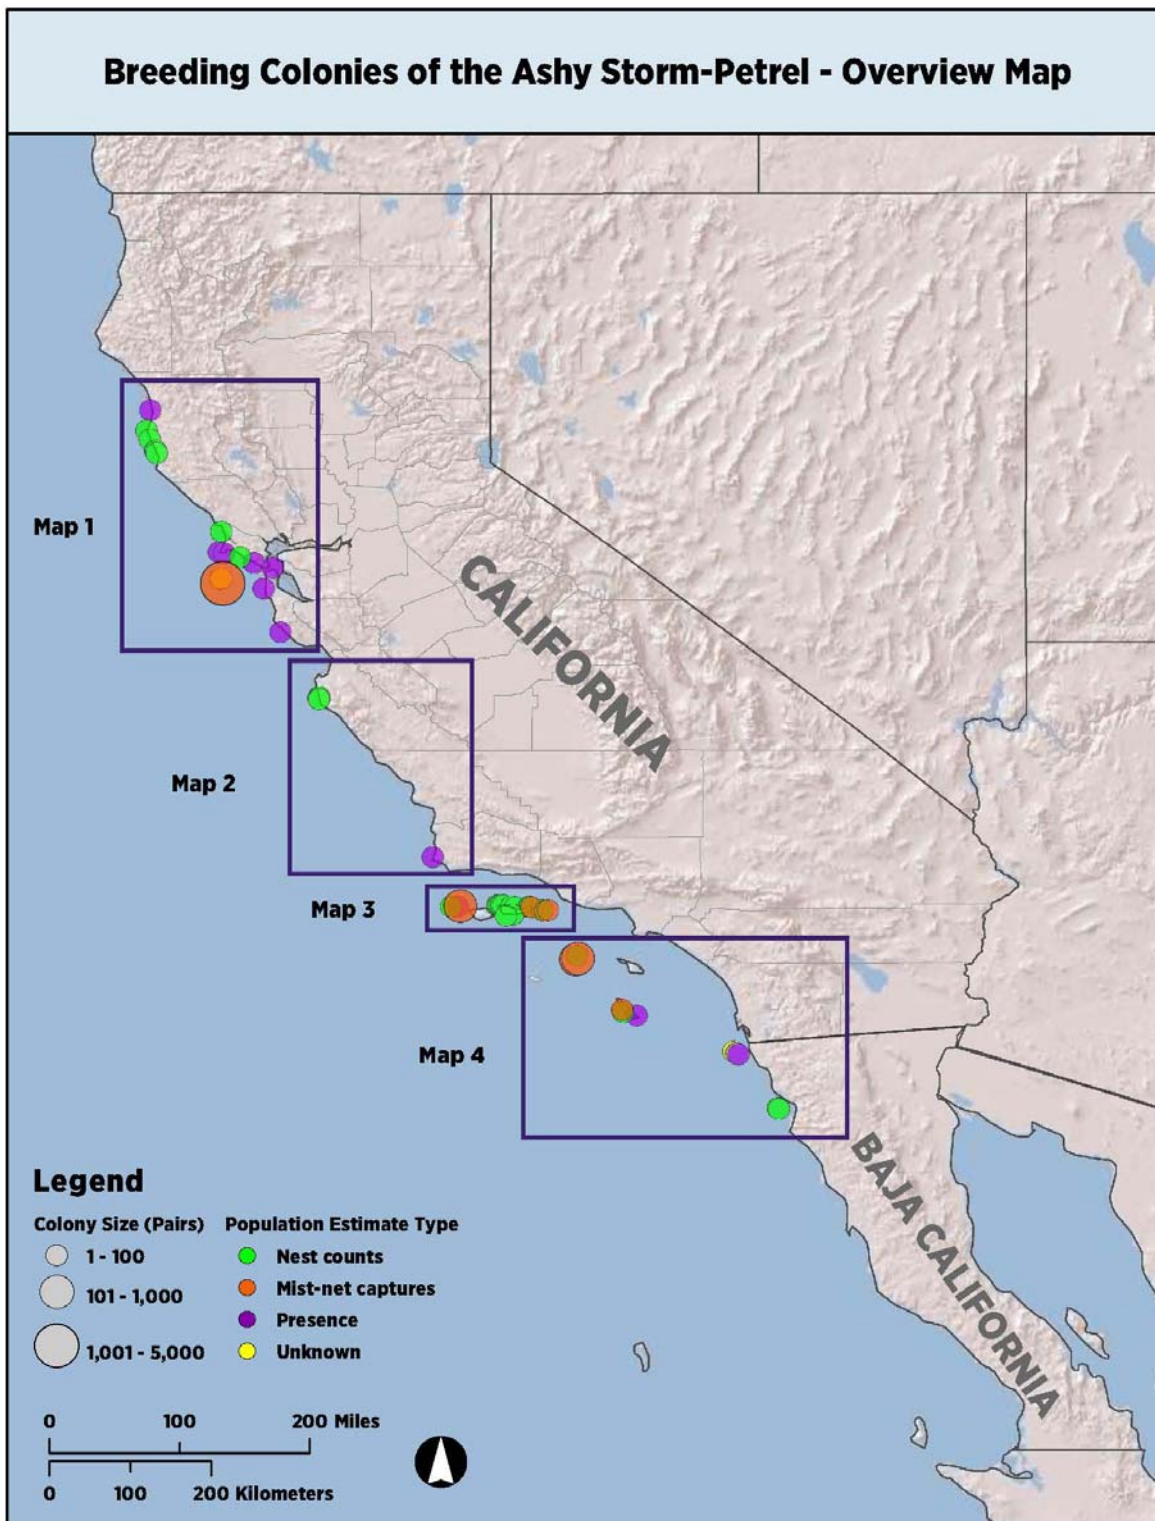 Breeding Colonies of the Ashy Storm-Petrel - Overview Map
CALIFORNIA
Map 1
Map 2
Map 3
Map 4
BAJA CALIFORNIA
Legend
Colony Size (Pairs)
1 - 100
101 - 1,000
1,001 - 5,000
Population Estimate Type
Nest counts
Mist-net captures
Presence
Unknown
0 100 200 Miles
0 100 200 Kilometers